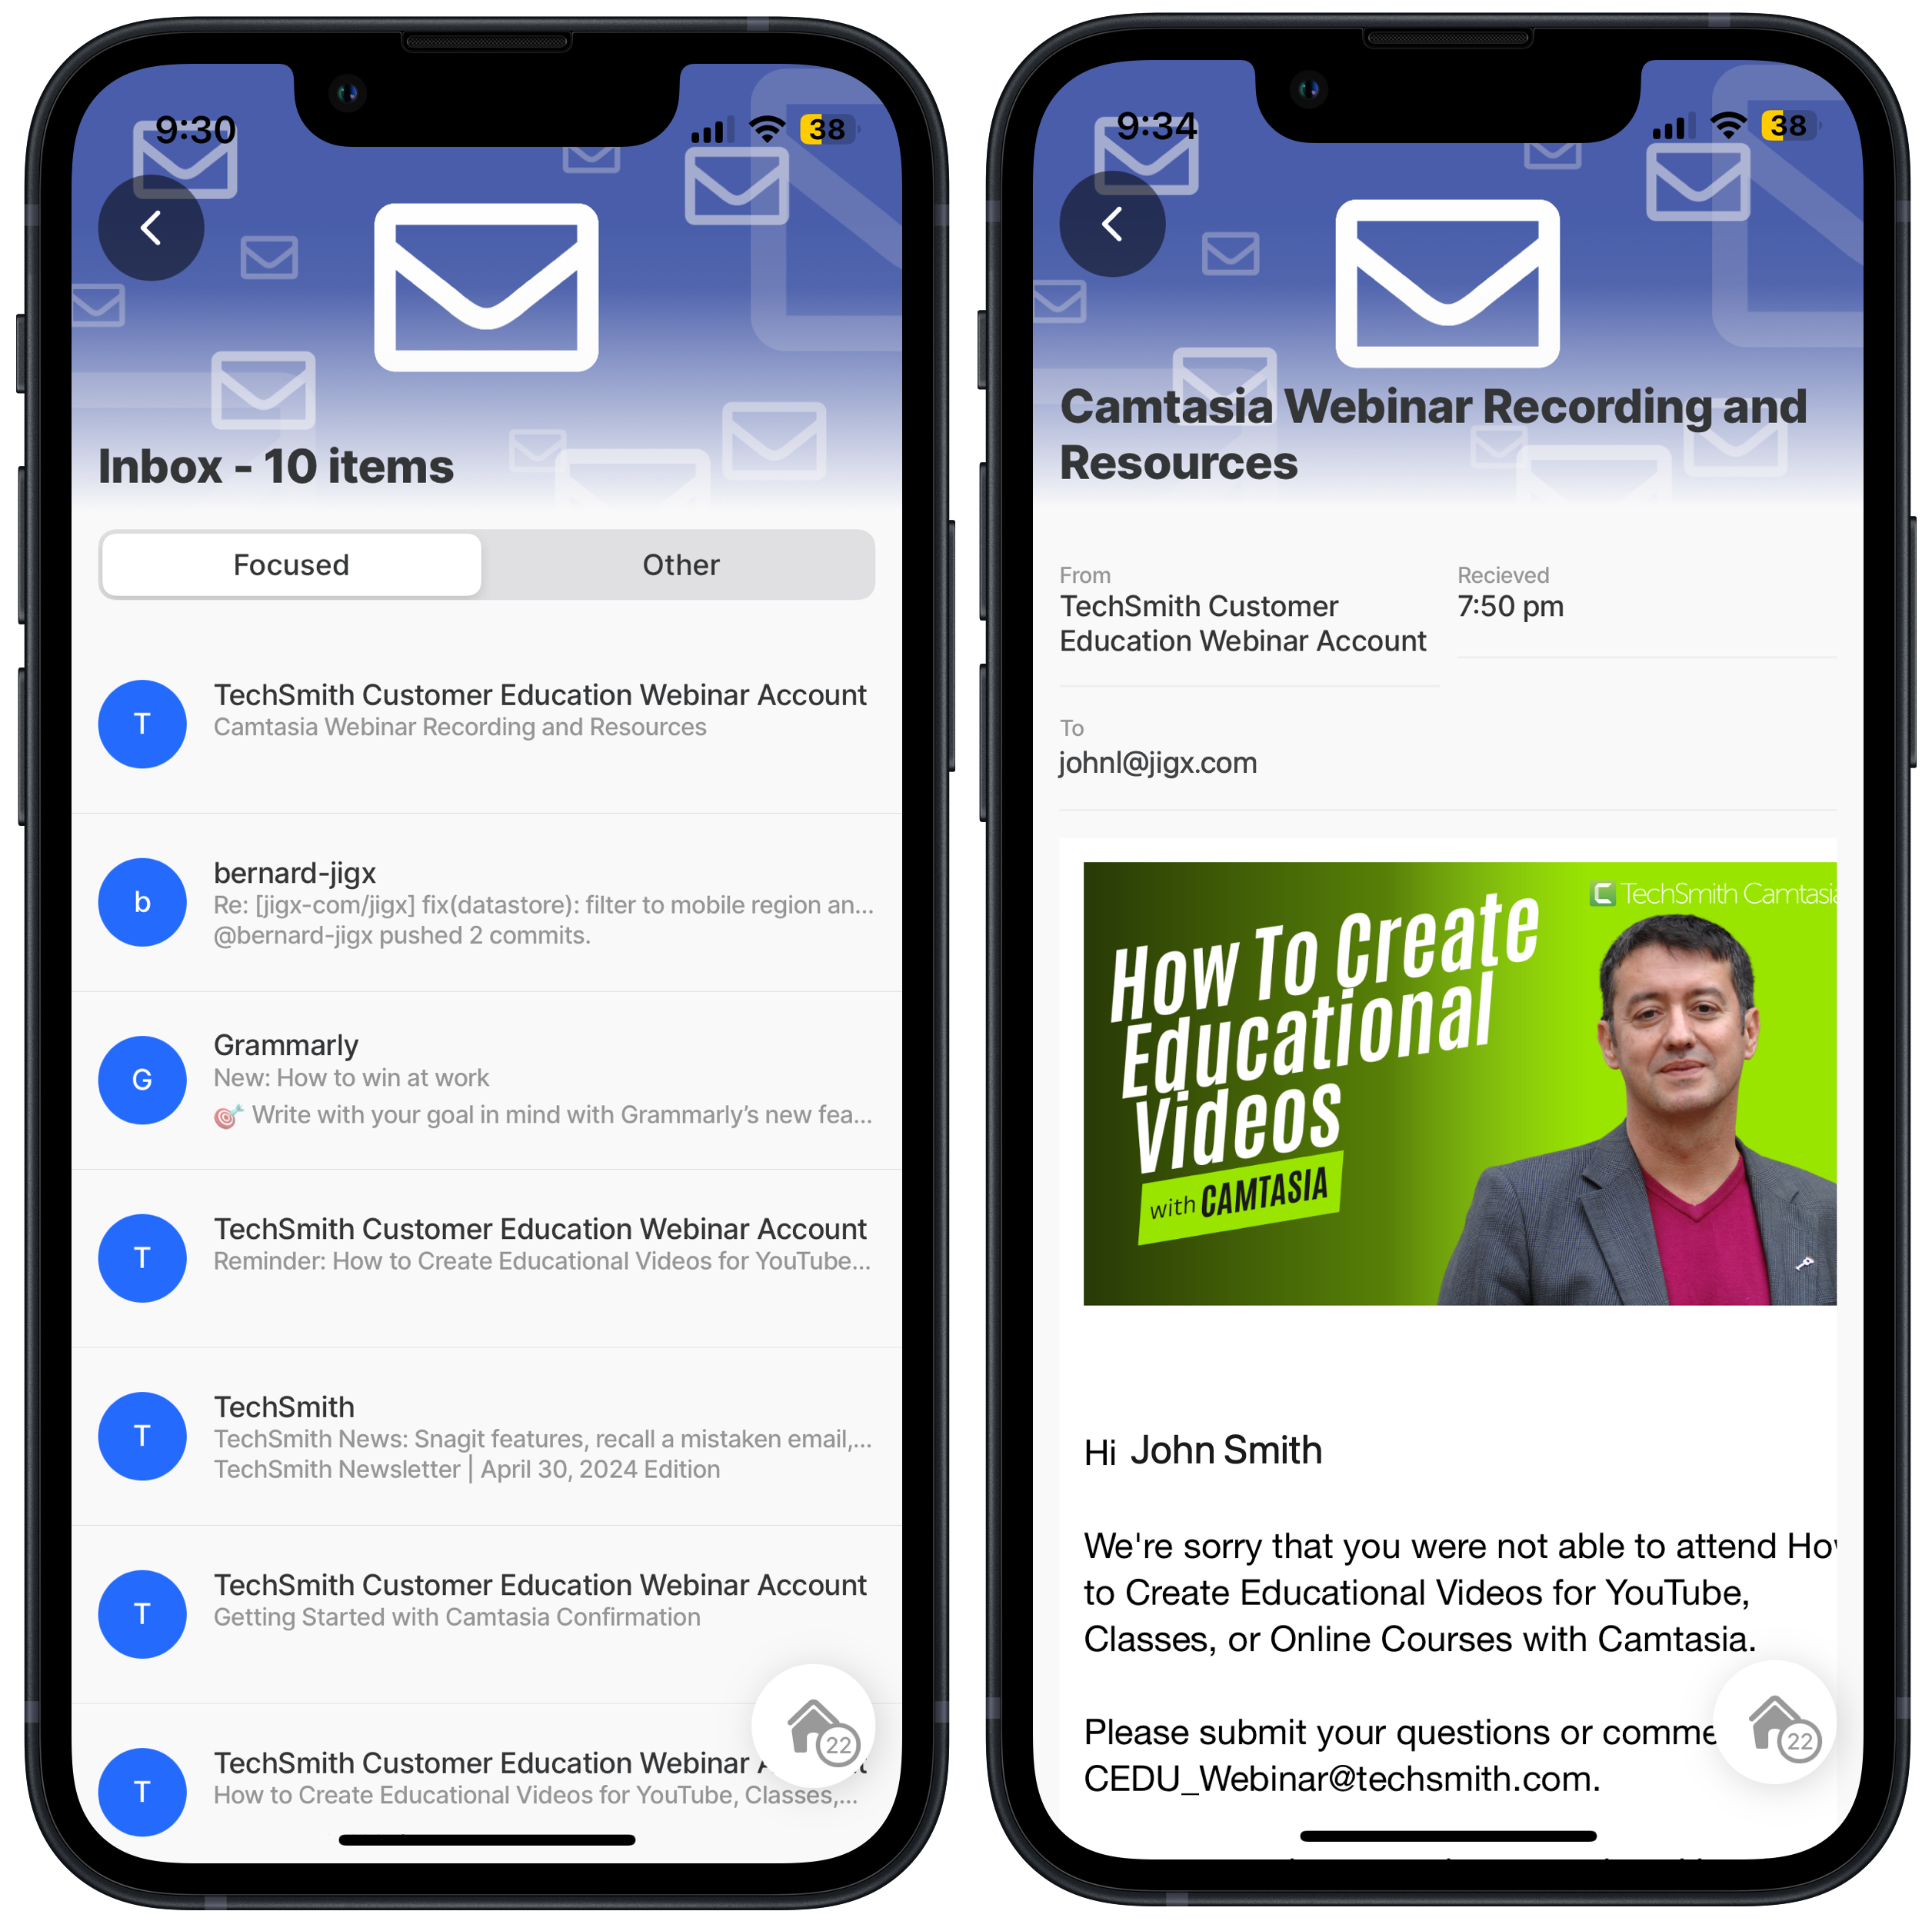 9:30
38
Inbox - 10 items
Focused
Other
T
TechSmith Customer Education Webinar Account
Camtasia Webinar Recording and Resources
b
bernard-jigx
Re: [jigx-com/jigx] fix(datastore): filter to mobile region an...
@bernard-jigx pushed 2 commits.
G
Grammarly
New: How to win at work
🎯 Write with your goal in mind with Grammarly’s new fea...
T
TechSmith Customer Education Webinar Account
Reminder: How to Create Educational Videos for YouTube...
T
TechSmith
TechSmith News: Snagit features, recall a mistaken email,...
TechSmith Newsletter | April 30, 2024 Edition
T
TechSmith Customer Education Webinar Account
Getting Started with Camtasia Confirmation
22
T
TechSmith Customer Education Webinar
How to Create Educational Videos for YouTube, Classes,...
9:34
38
Camtasia Webinar Recording and
Resources
From
TechSmith Customer
Education Webinar Account
Recieved
7:50 pm
To
johnl@jigx.com
TechSmith Camtasia
How To Create
Educational
Videos
with CAMTASIA
Hi John Smith
We're sorry that you were not able to attend How
to Create Educational Videos for YouTube,
Classes, or Online Courses with Camtasia.
Please submit your questions or comme
CEDU_Webinar@techsmith.com.
22